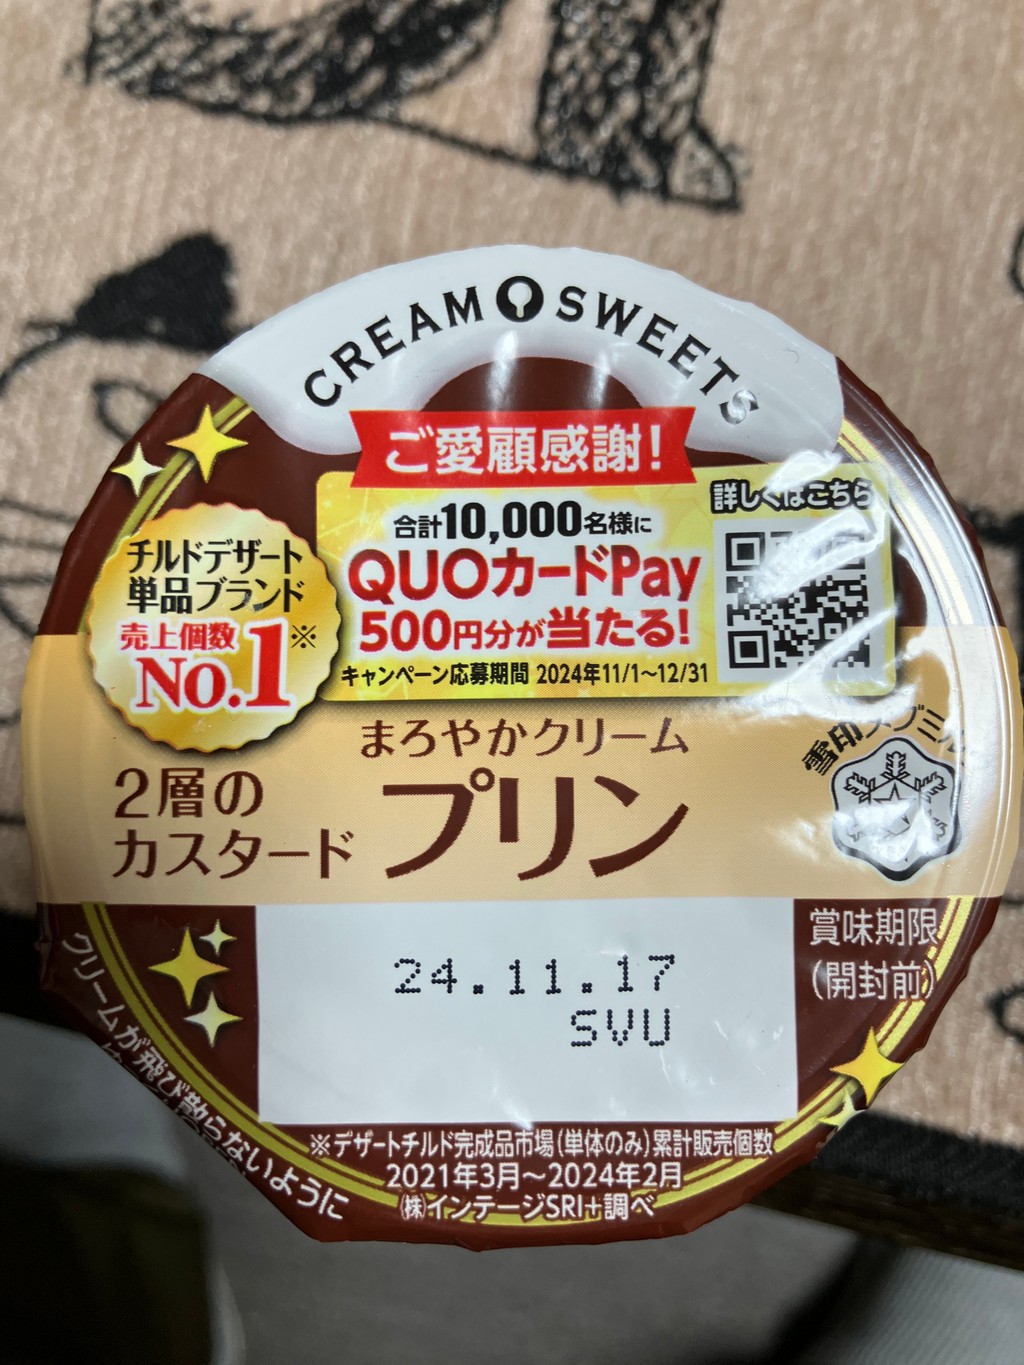 CREAM SWEETS
ご愛顧感謝!
合計10,000名様に
QUOカードPay
500円分が当たる!
キャンペーン応募期間 2024年11/1~12/31
詳しくはこちら
チルドデザート
単品ブランド
売上個数
No.1※
まろやかクリーム
2層の
カスタード
プリン
雪印メグミ
賞味期限
(開封前)
24.11.17
SVU
クリームが飛び散らないように
※デザートチルド完成品市場(単体のみ)累計販売個数
2021年3月~2024年2月
㈱インテージSRI+調べ